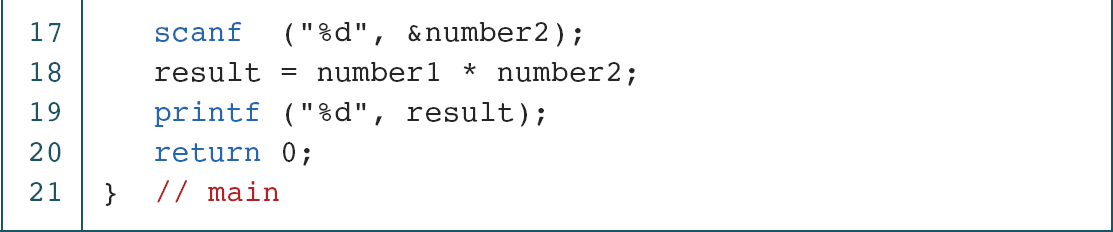 17 scanf ("%d", &number2);
18 result = number1 * number2;
19 printf ("%d", result);
20 return 0;
21 } // main